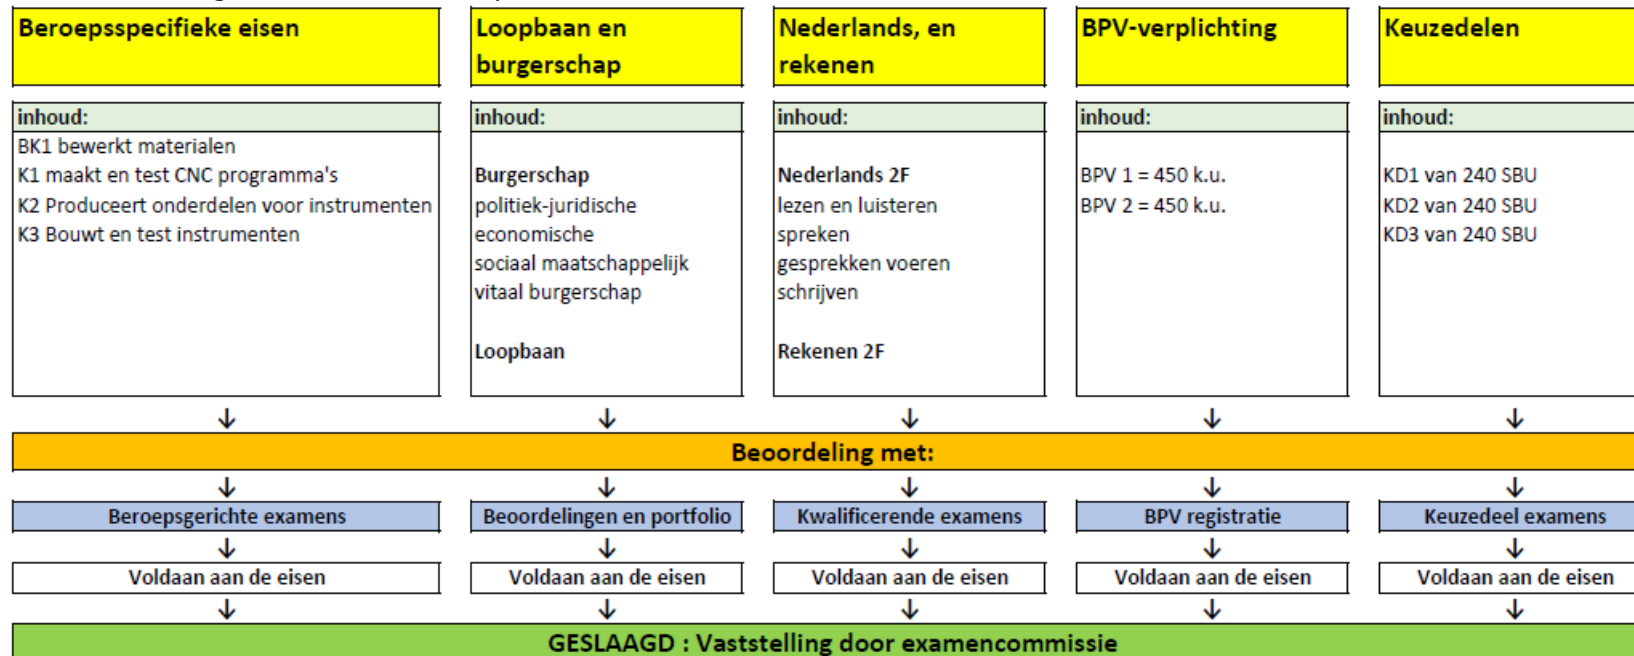 Beroepsspecifieke eisen
Loopbaan en
burgerschap
Nederlands, en
rekenen
BPV-verplichting
Keuzedelen
inhoud:
BK1 bewerkt materialen
K1 maakt en test CNC programma's
K2 Produceert onderdelen voor instrumenten
K3 Bouwt en test instrumenten
inhoud:
Burgerschap
politiek-juridische
economische
sociaal maatschappelijk
vitaal burgerschap
Loopbaan
inhoud:
Nederlands 2F
lezen en luisteren
spreken
gesprekken voeren
schrijven
Rekenen 2F
inhoud:
BPV 1 = 450 k.u.
BPV 2 = 450 k.u.
inhoud:
KD1 van 240 SBU
KD2 van 240 SBU
KD3 van 240 SBU
Beoordeling met:
Beroepsgerichte examens
Beoordelingen en portfolio
Kwalificerende examens
BPV registratie
Keuzedeel examens
Voldaan aan de eisen
Voldaan aan de eisen
Voldaan aan de eisen
Voldaan aan de eisen
Voldaan aan de eisen
GESLAAGD : Vaststelling door examencommissie